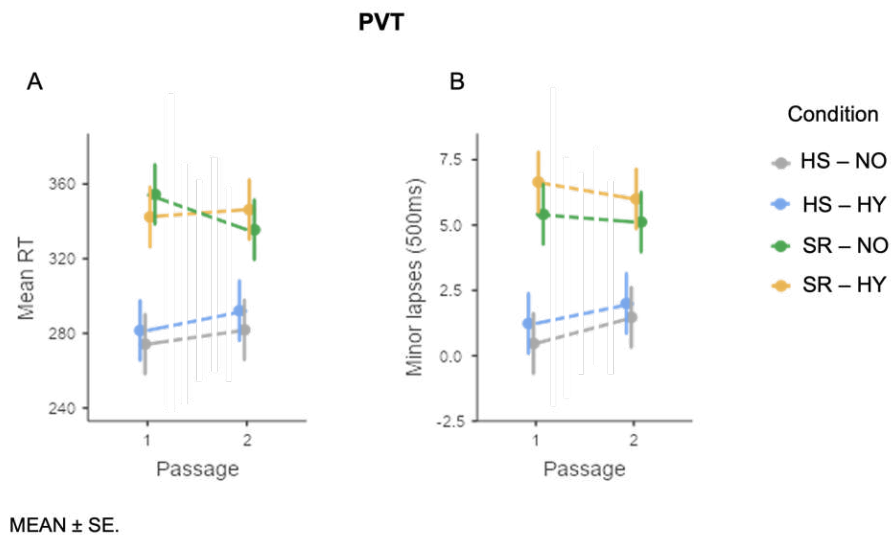 PVT
A
B
Condition
HS – NO
HS – HY
SR – NO
SR – HY
Mean RT
360
320
280
240
1
2
Passage
Minor lapses (500ms)
7.5
5.0
2.5
0.0
-2.5
1
2
Passage
MEAN ± SE.